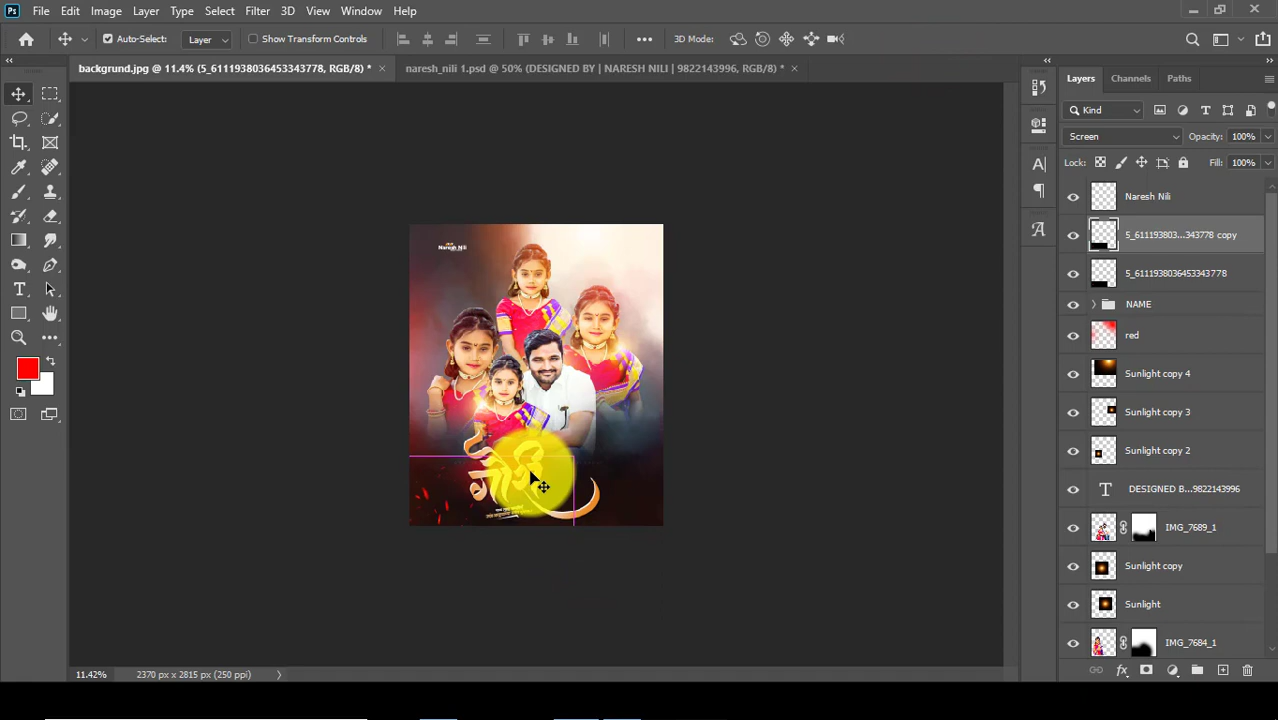 Ps File Edit Image Layer Type Select Filter 3D View Window Help
Auto-Select: Layer Show Transform Controls 3D Mode:
backgrund.jpg @ 11.4% (5_6111938036453343778, RGB/8) * naresh_nili 1.psd @ 50% (DESIGNED BY | NARESH NILI | 9822143996, RGB/8) *
Layers Channels Paths
Kind
Screen Opacity: 100%
Lock: Fill: 100%
Naresh Nili
5_611193803...343778 copy
5_6111938036453343778
NAME
red
Sunlight copy 4
Sunlight copy 3
Sunlight copy 2
DESIGNED B...9822143996
IMG_7689_1
Sunlight copy
Sunlight
IMG_7684_1
Naresh Nili
11.42% 2370 px x 2815 px (250 ppi)